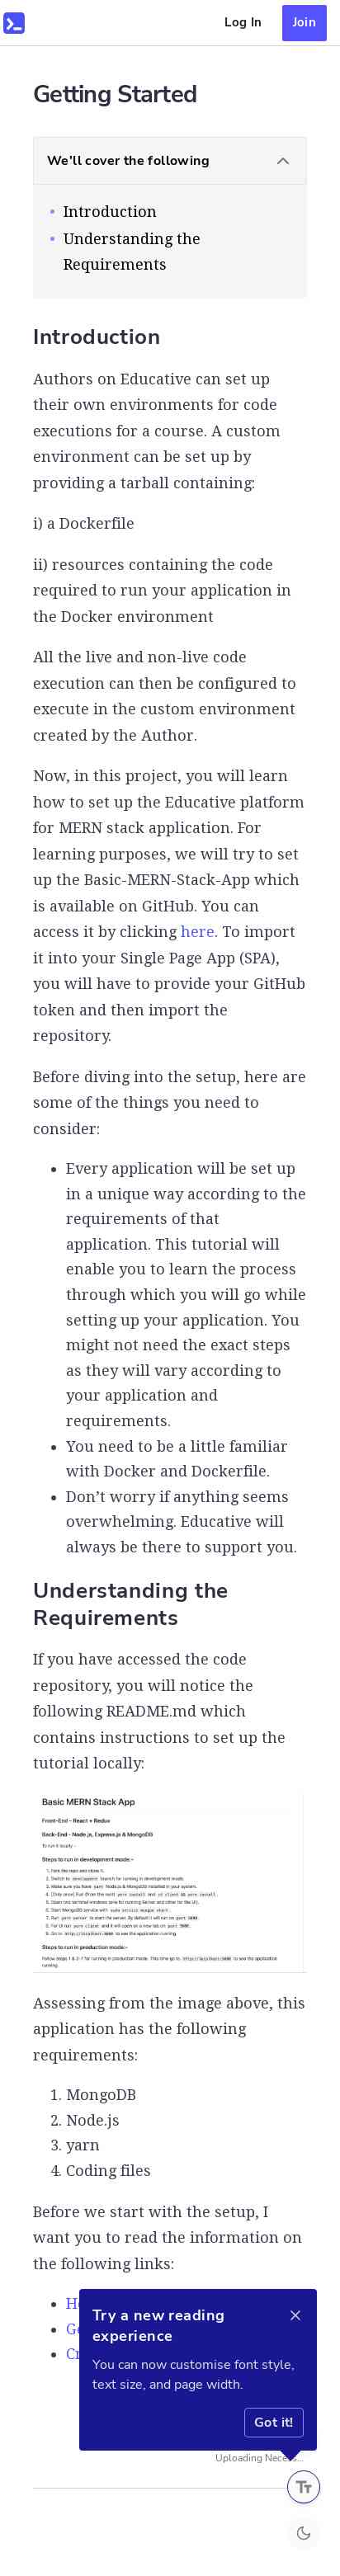 Log In
Join
Getting Started
We'll cover the following
Introduction
Understanding the
Requirements
Introduction
Authors on Educative can set up
their own environments for code
executions for a course. A custom
environment can be set up by
providing a tarball containing:
i) a Dockerfile
ii) resources containing the code
required to run your application in
the Docker environment
All the live and non-live code
execution can then be configured to
execute in the custom environment
created by the Author.
Now, in this project, you will learn
how to set up the Educative platform
for MERN stack application. For
learning purposes, we will try to set
up the Basic-MERN-Stack-App which
is available on GitHub. You can
access it by clicking here. To import
it into your Single Page App (SPA),
you will have to provide your GitHub
token and then import the
repository.
Before diving into the setup, here are
some of the things you need to
consider:
Every application will be set up
in a unique way according to the
requirements of that
application. This tutorial will
enable you to learn the process
through which you will go while
setting up your application. You
might not need the exact steps
as they will vary according to
your application and
requirements.
You need to be a little familiar
with Docker and Dockerfile.
Don't worry if anything seems
overwhelming. Educative will
always be there to support you.
Understanding the
Requirements
If you have accessed the code
repository, you will notice the
following README.md which
contains instructions to set up the
tutorial locally:
Basic MERN Stack App
Front-End - React + Redux
Back-End - Node.js, Express.js & MongoDB
To run it locally -
Steps to run in development mode:-
Steps to run in production mode:-
Assessing from the image above, this
application has the following
requirements:
1. MongoDB
2. Node.js
3. yarn
4. Coding files
Before we start with the setup, I
want you to read the information on
the following links:
Try a new reading
experience
You can now customise font style,
text size, and page width.
Got it!
Tт